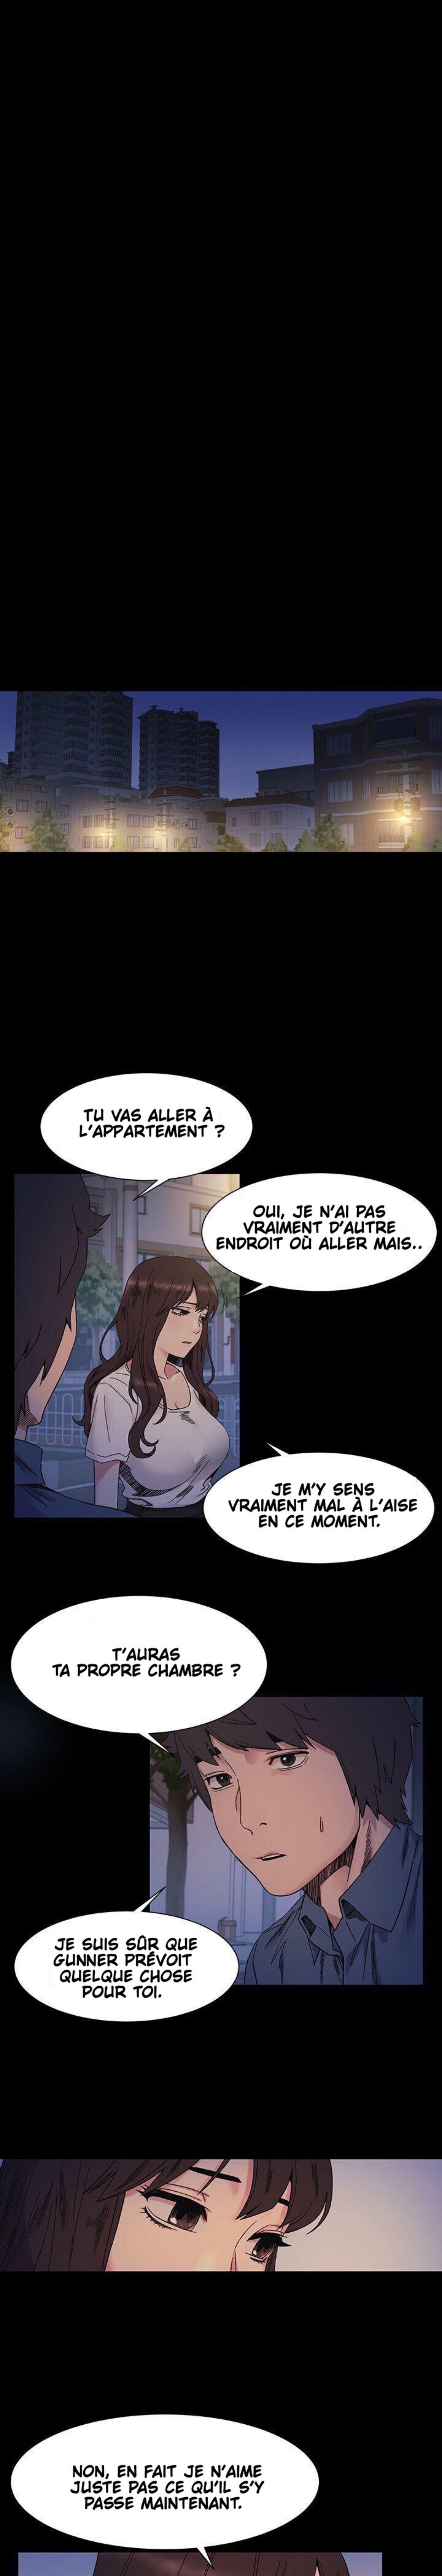 TU VAS ALLER À
L'APPARTEMENT ?
OUI, JE N'AI PAS
VRAIMENT D'AUTRE
ENDROIT OÙ ALLER MAIS..
JE M'Y SENS
VRAIMENT MAL À L'AISE
EN CE MOMENT.
T'AURAS
TA PROPRE CHAMBRE ?
JE SUIS SÛR QUE
GUNNER PRÉVOIT
QUELQUE CHOSE
POUR TOI.
NON, EN FAIT JE N'AIME
JUSTE PAS CE QU'IL S'Y
PASSE MAINTENANT.